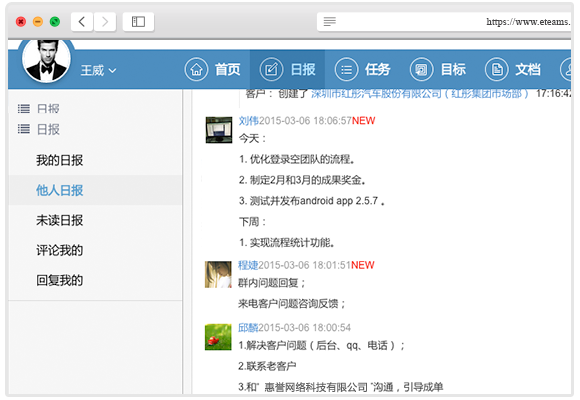 https://www.eteams.
王威
首页
日报
任务
目标
文档
日报
日报
我的日报
他人日报
未读日报
评论我的
回复我的
客户： 创建了 深圳市红彤汽车股份有限公司（红彤集团市场部） 17:16:42
刘伟2015-03-06 18:06:57NEW
今天：
1. 优化登录空团队的流程。
2. 制定2月和3月的成果奖金。
3. 测试并发布android app 2.5.7 。
下周：
1. 实现流程统计功能。
程婕2015-03-06 18:01:51NEW
群内问题回复；
来电客户问题咨询反馈；
邱麟2015-03-06 18:00:54
1.解决客户问题（后台、qq、电话）；
2.联系老客户
3.和“ 惠誉网络科技有限公司 ”沟通，引导成单